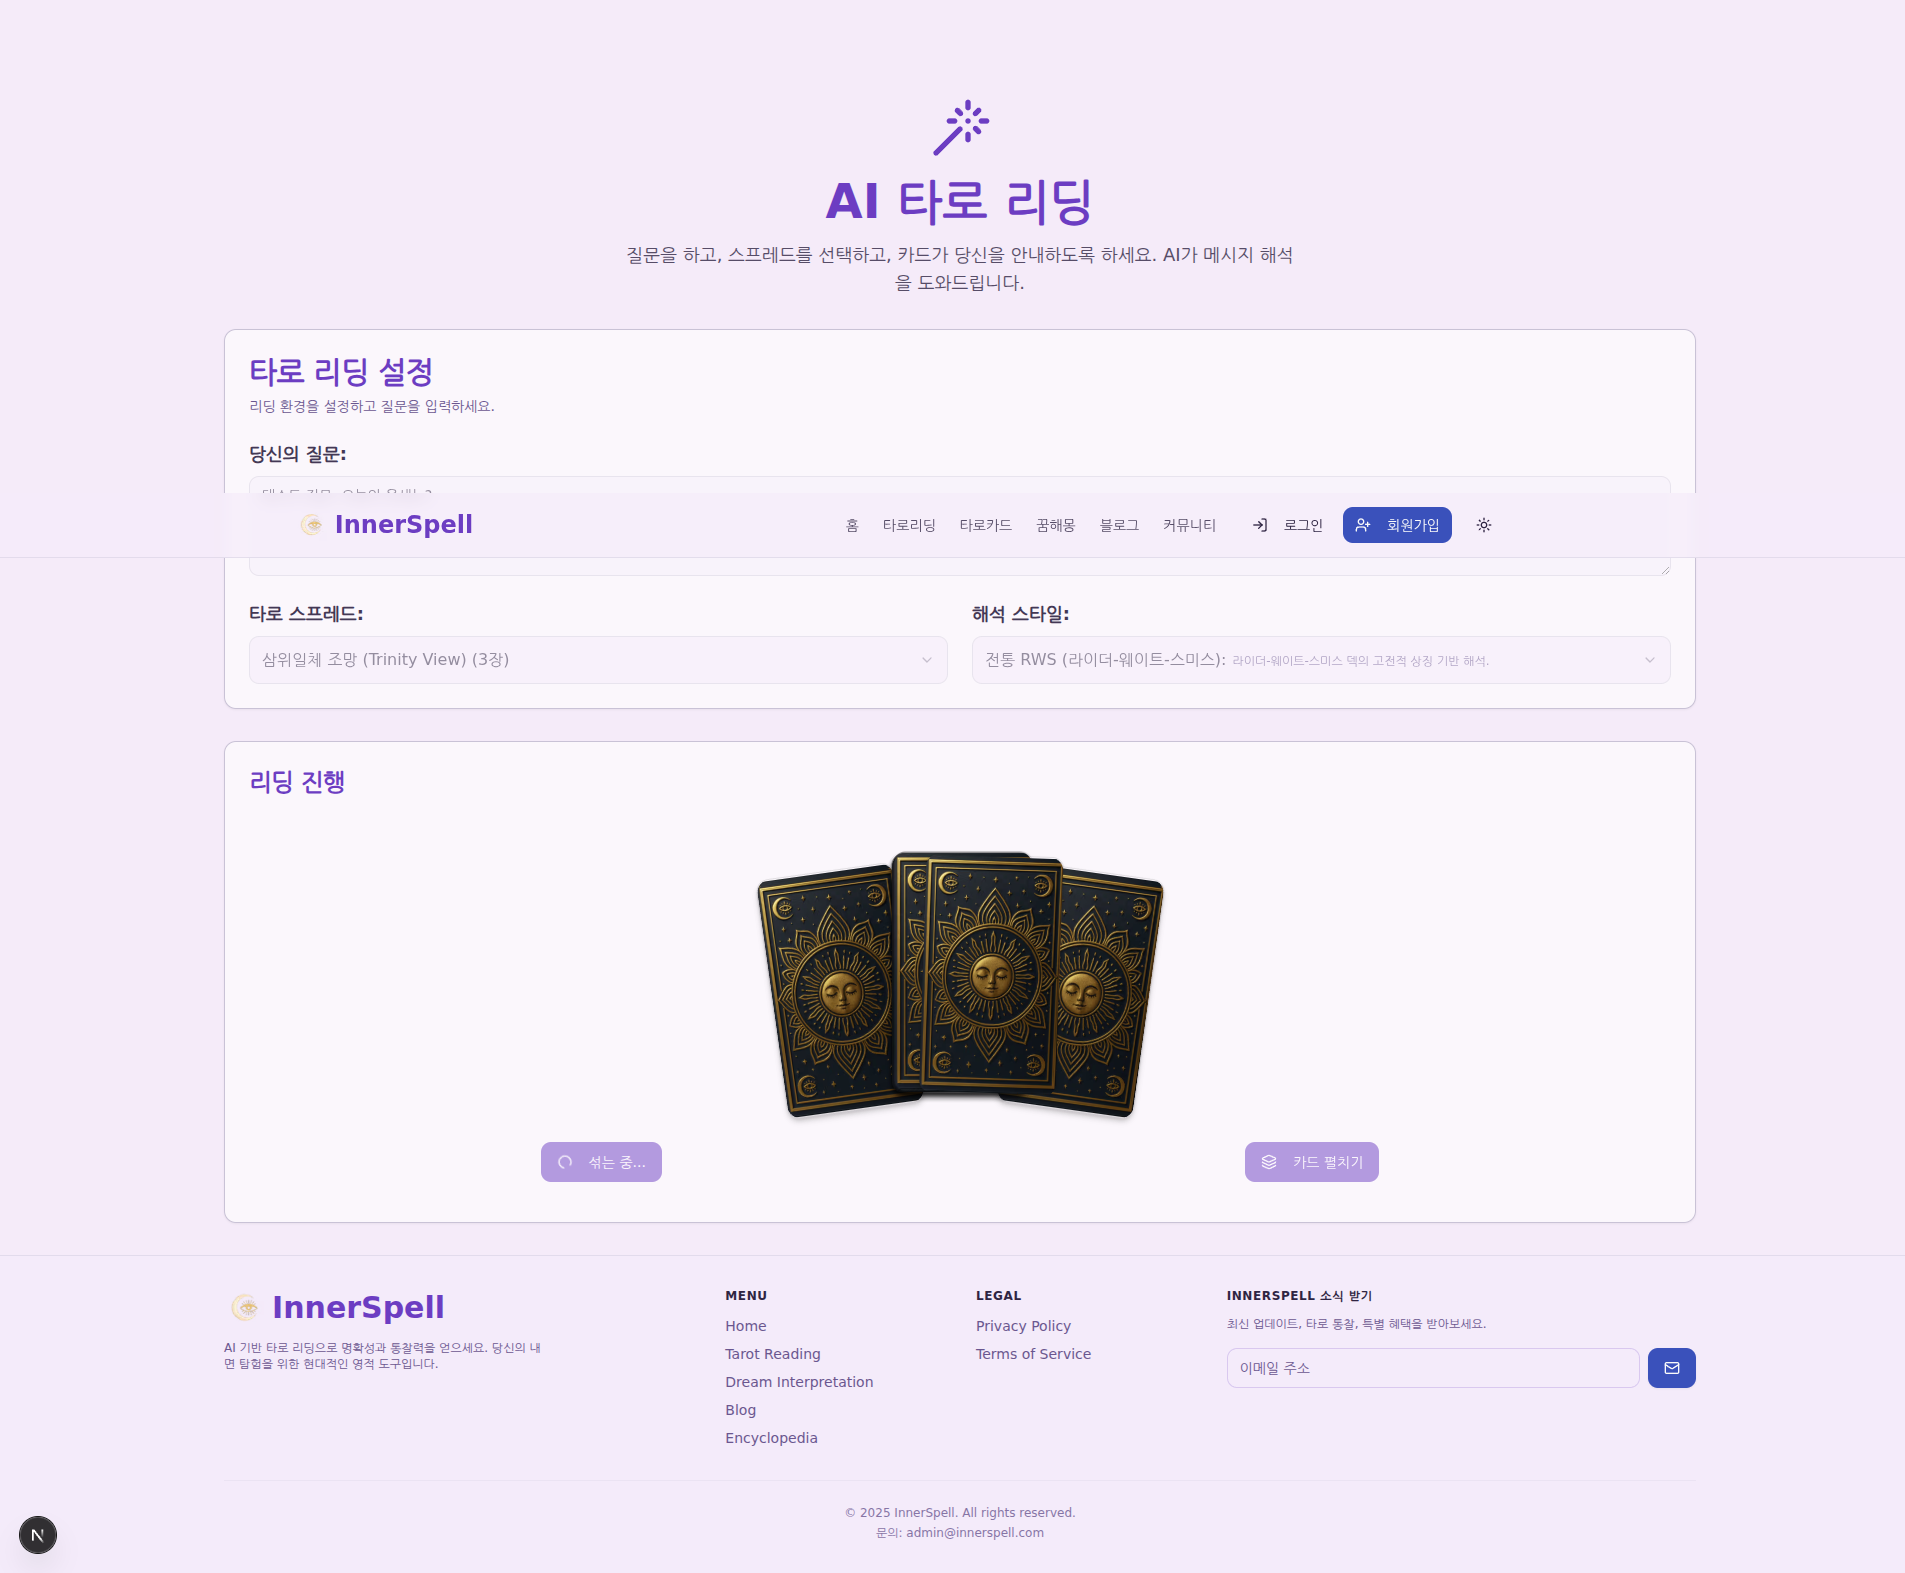 AI 타로 리딩
질문을 하고, 스프레드를 선택하고, 카드가 당신을 안내하도록 하세요. AI가 메시지 해석
을 도와드립니다.
타로 리딩 설정
리딩 환경을 설정하고 질문을 입력하세요.
당신의 질문:
InnerSpell
홈 타로리딩 타로카드 꿈해몽 블로그 커뮤니티 로그인 회원가입
타로 스프레드:
삼위일체 조망 (Trinity View) (3장)
해석 스타일:
전통 RWS (라이더-웨이트-스미스): 라이더-웨이트-스미스 덱의 고전적 상징 기반 해석.
리딩 진행
섞는 중...
카드 펼치기
InnerSpell
AI 기반 타로 리딩으로 명확성과 통찰력을 얻으세요. 당신의 내
면 탐험을 위한 현대적인 영적 도구입니다.
MENU
Home
Tarot Reading
Dream Interpretation
Blog
Encyclopedia
LEGAL
Privacy Policy
Terms of Service
INNERSPELL 소식 받기
최신 업데이트, 타로 통찰, 특별 혜택을 받아보세요.
이메일 주소
© 2025 InnerSpell. All rights reserved.
문의: admin@innerspell.com
N